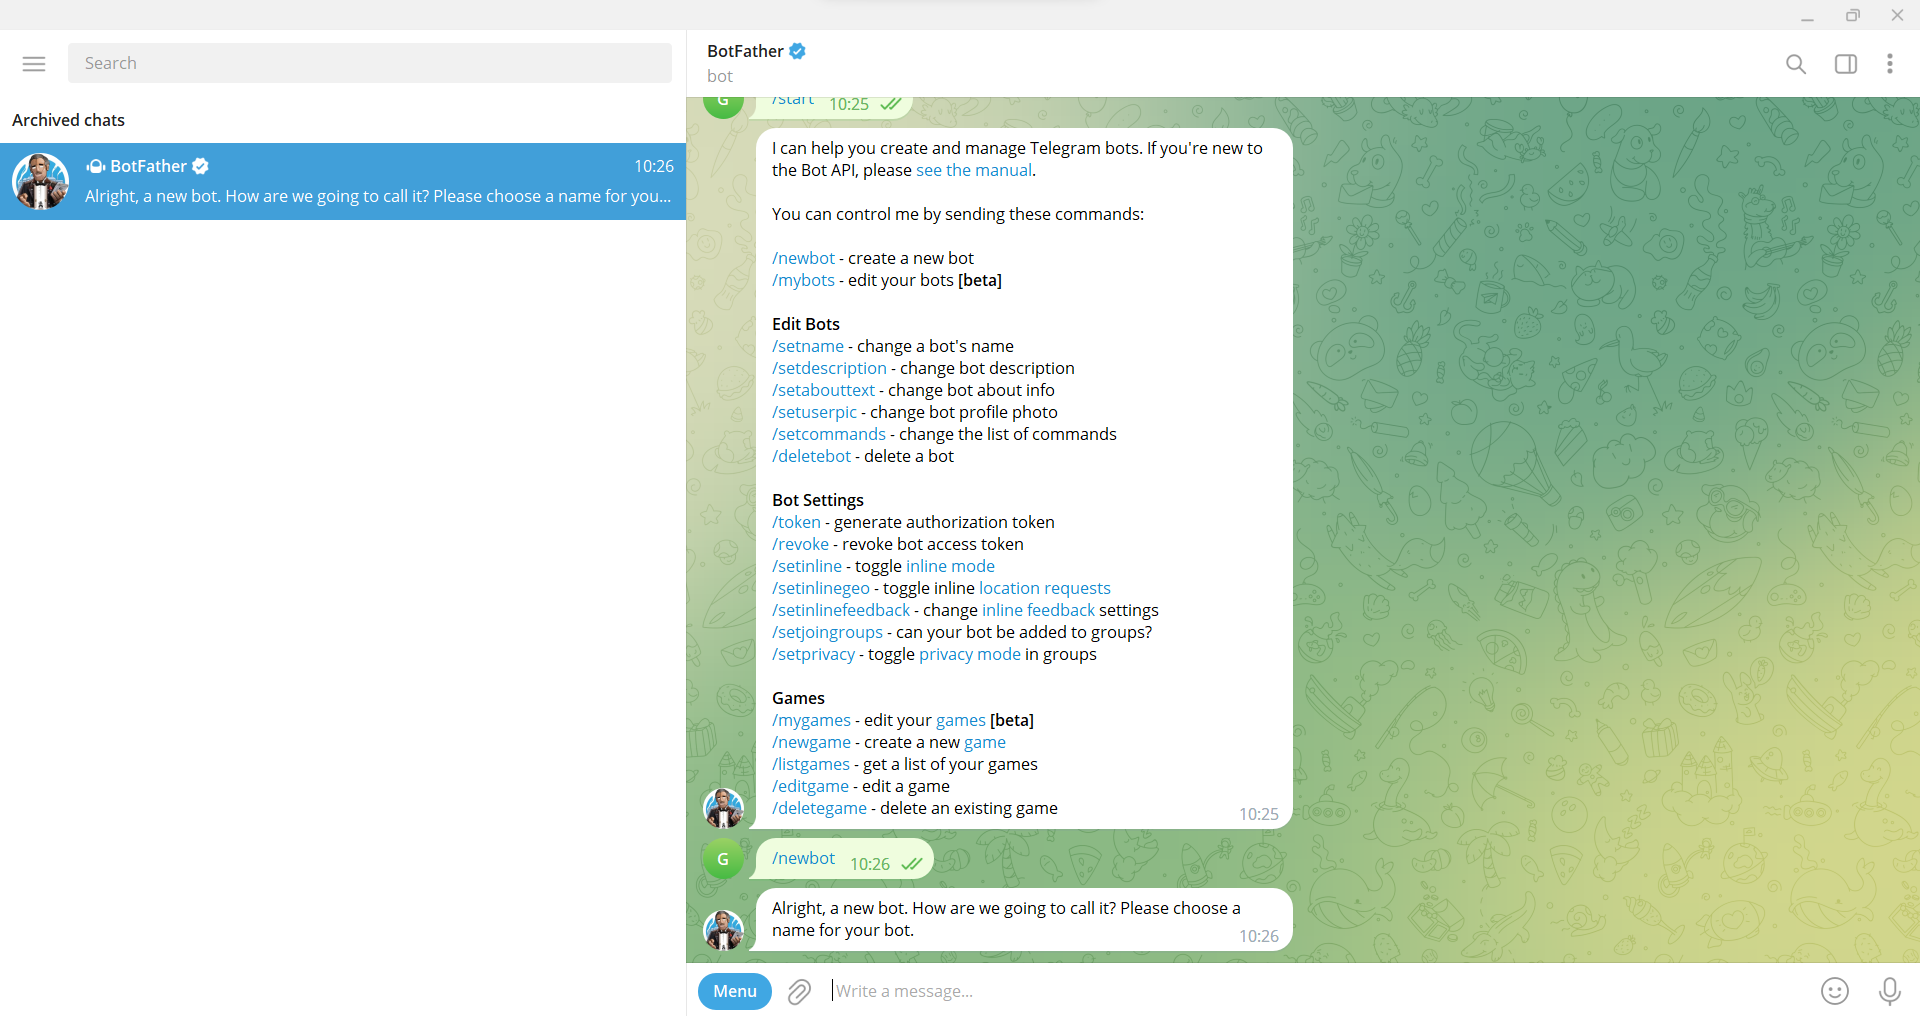 Search
Archived chats
BotFather
10:26
Alright, a new bot. How are we going to call it? Please choose a name for you...
BotFather
bot
G
/start 10:25
I can help you create and manage Telegram bots. If you're new to
the Bot API, please see the manual.
You can control me by sending these commands:
/newbot - create a new bot
/mybots - edit your bots [beta]
Edit Bots
/setname - change a bot's name
/setdescription - change bot description
/setabouttext - change bot about info
/setuserpic - change bot profile photo
/setcommands - change the list of commands
/deletebot - delete a bot
Bot Settings
/token - generate authorization token
/revoke - revoke bot access token
/setinline - toggle inline mode
/setinlinegeo - toggle inline location requests
/setinlinefeedback - change inline feedback settings
/setjoingroups - can your bot be added to groups?
/setprivacy - toggle privacy mode in groups
Games
/mygames - edit your games [beta]
/newgame - create a new game
/listgames - get a list of your games
/editgame - edit a game
/deletegame - delete an existing game
10:25
G
/newbot 10:26
Alright, a new bot. How are we going to call it? Please choose a
name for your bot.
10:26
Menu
Write a message...